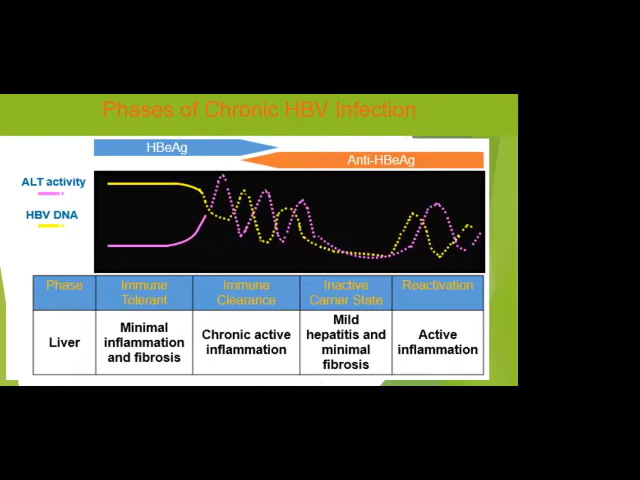 Phases of Chronic HBV Infection
HBeAg
Anti-HBeAg
ALT activity
HBV DNA
Phase
Immune
Tolerant
Immune
Clearance
Inactive
Carrier State
Reactivation
Liver
Minimal
inflammation
and fibrosis
Chronic active
inflammation
Mild
hepatitis and
minimal
fibrosis
Active
inflammation